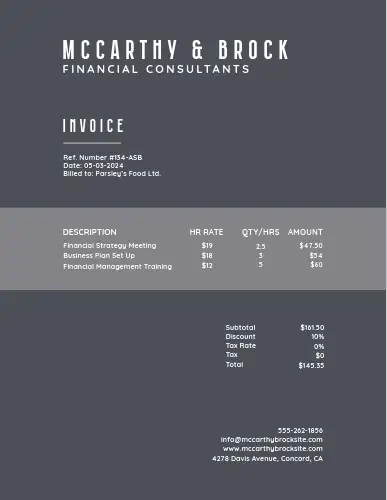 MCCARTHY & BROCK
FINANCIAL CONSULTANTS
INVOICE
Ref. Number #134-ASB
Date: 05-03-2024
Billed to: Parsley's Food Ltd.
DESCRIPTION HR RATE QTY/HRS AMOUNT
Financial Strategy Meeting $19 2.5 $47.50
Business Plan Set Up $18 3 $54
Financial Management Training $12 5 $60
Subtotal $161.50
Discount 10%
Tax Rate 0%
Tax $0
Total $145.35
555-262-1856
info@mccarthybrocksite.com
www.mccarthybrocksite.com
4278 Davis Avenue, Concord, CA